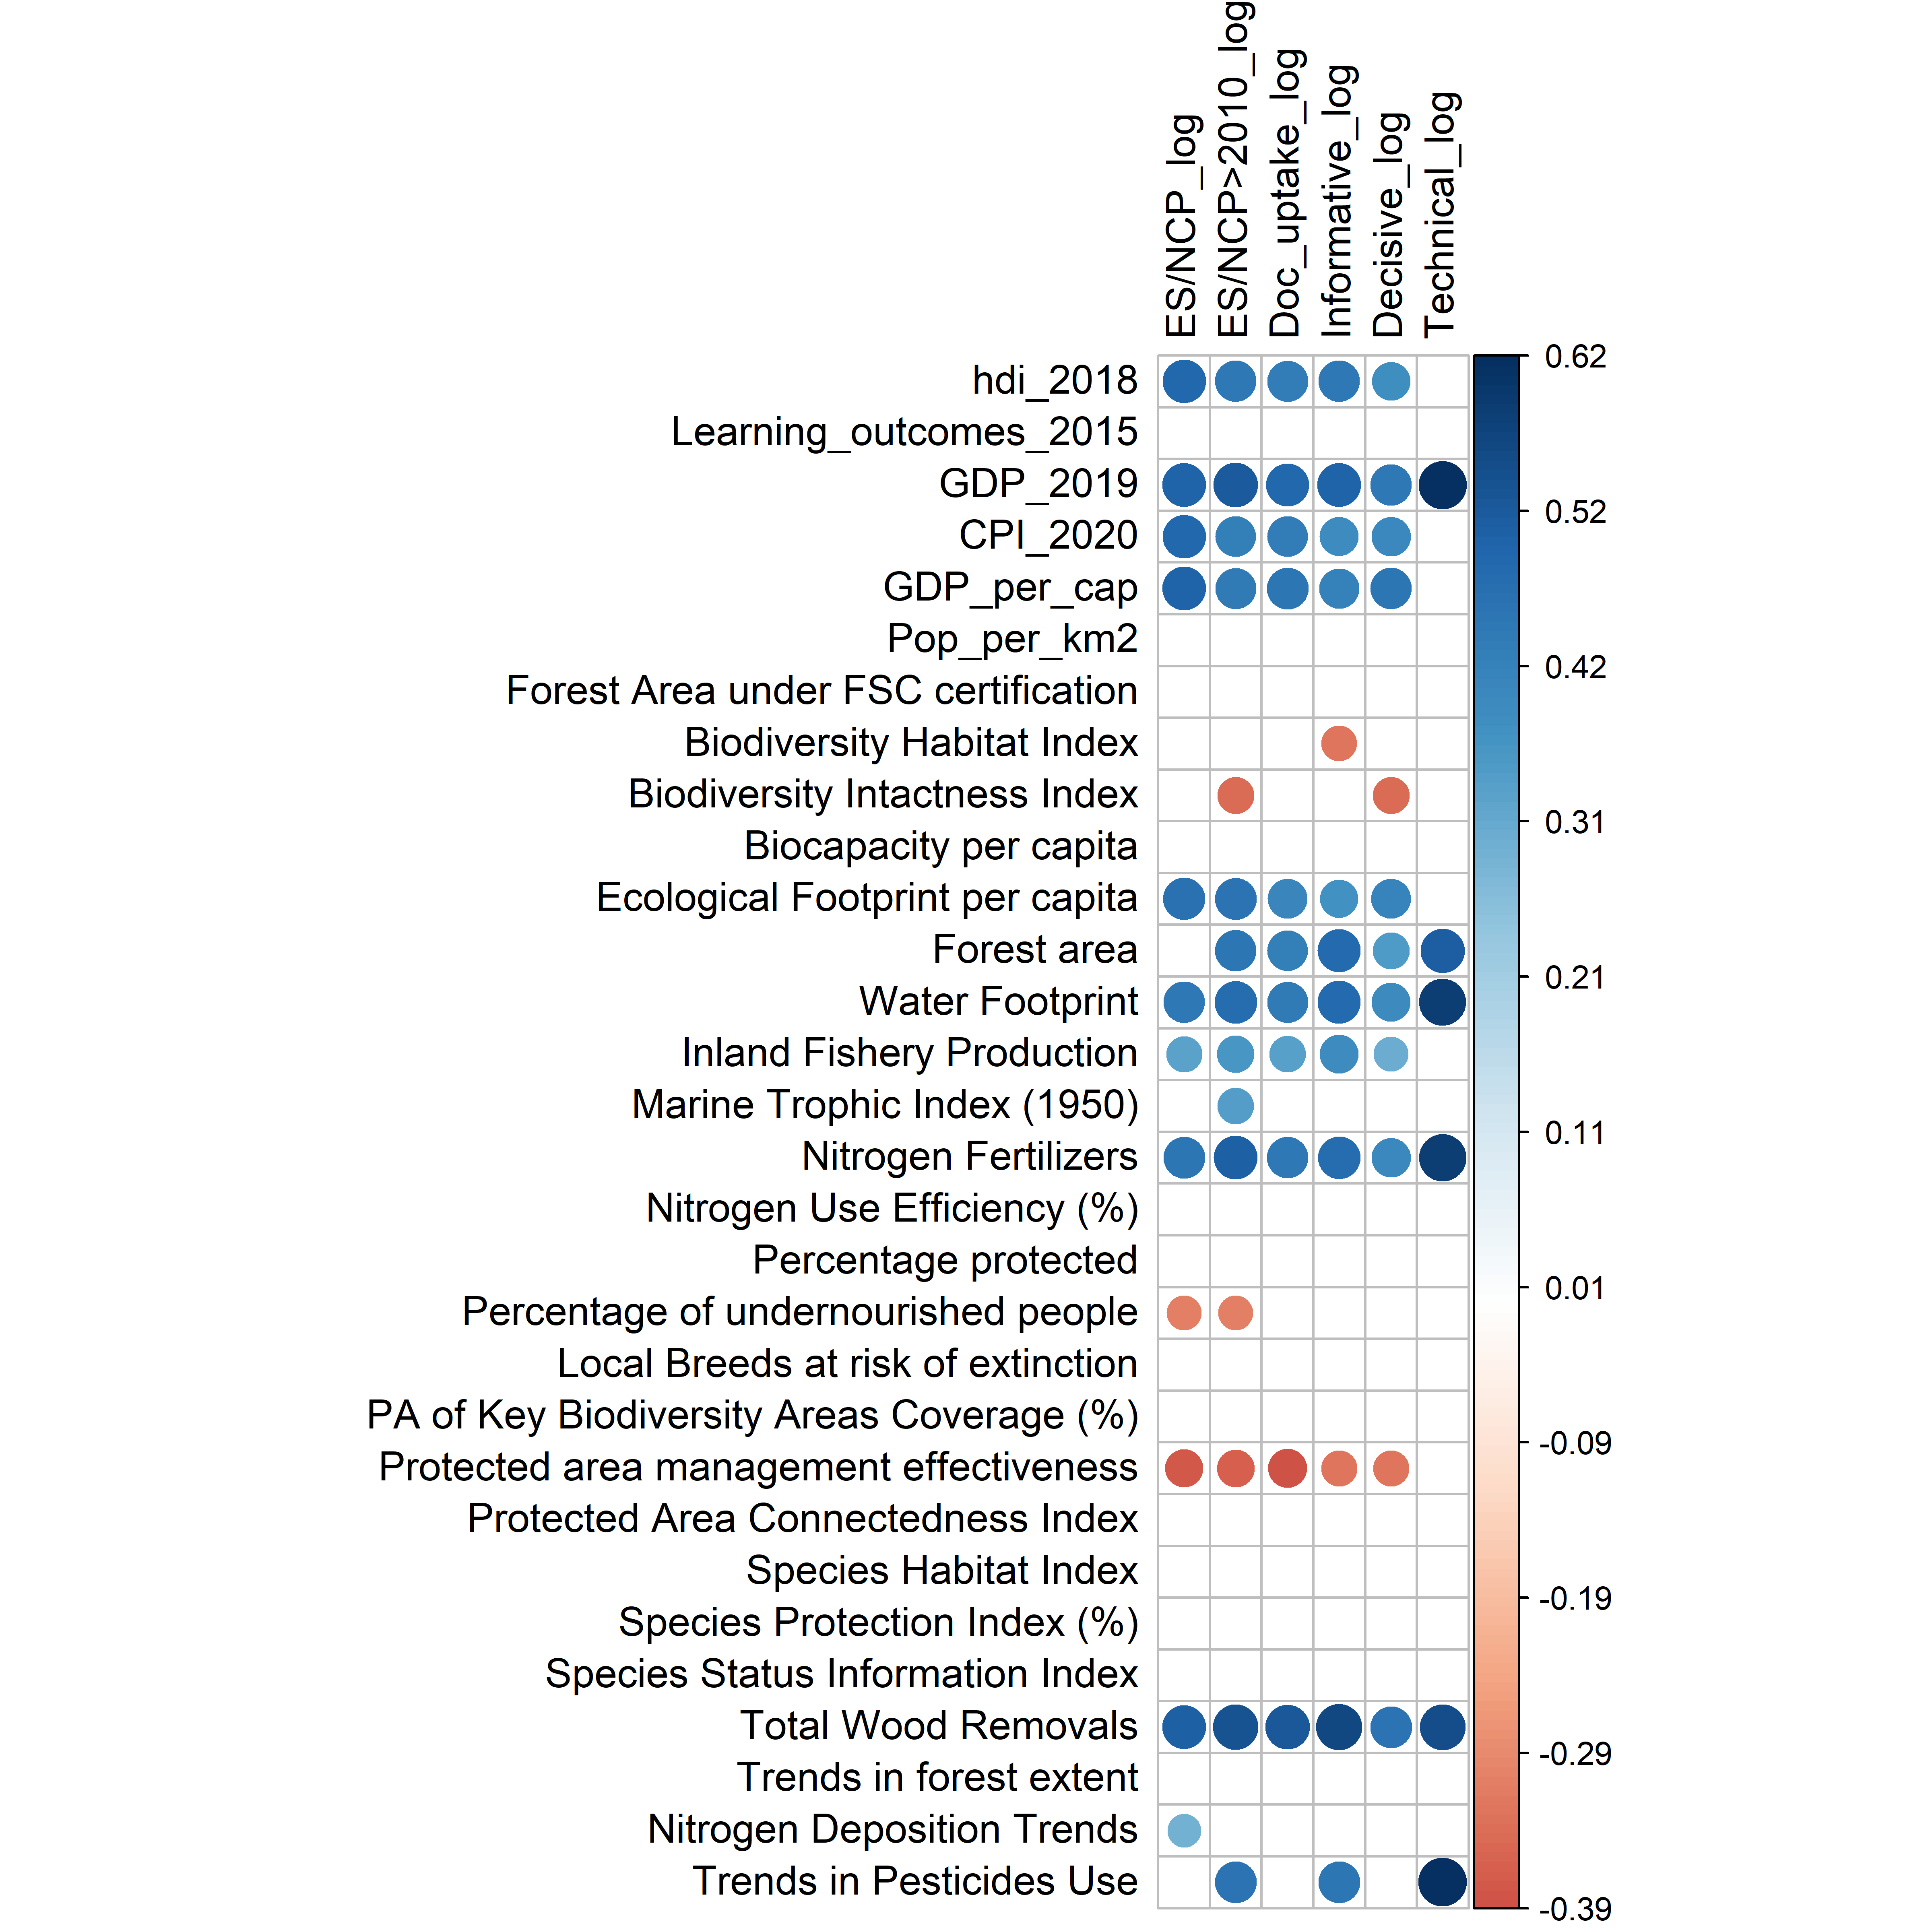 ES/NCP_log
ES/NCP>2010_log
Doc_uptake_log
Informative_log
Decisive_log
Technical_log
hdi_2018
Learning_outcomes_2015
GDP_2019
CPI_2020
GDP_per_cap
Pop_per_km2
Forest Area under FSC certification
Biodiversity Habitat Index
Biodiversity Intactness Index
Biocapacity per capita
Ecological Footprint per capita
Forest area
Water Footprint
Inland Fishery Production
Marine Trophic Index (1950)
Nitrogen Fertilizers
Nitrogen Use Efficiency (%)
Percentage protected
Percentage of undernourished people
Local Breeds at risk of extinction
PA of Key Biodiversity Areas Coverage (%)
Protected area management effectiveness
Protected Area Connectedness Index
Species Habitat Index
Species Protection Index (%)
Species Status Information Index
Total Wood Removals
Trends in forest extent
Nitrogen Deposition Trends
Trends in Pesticides Use
0.62
0.52
0.42
0.31
0.21
0.11
0.01
-0.09
-0.19
-0.29
-0.39